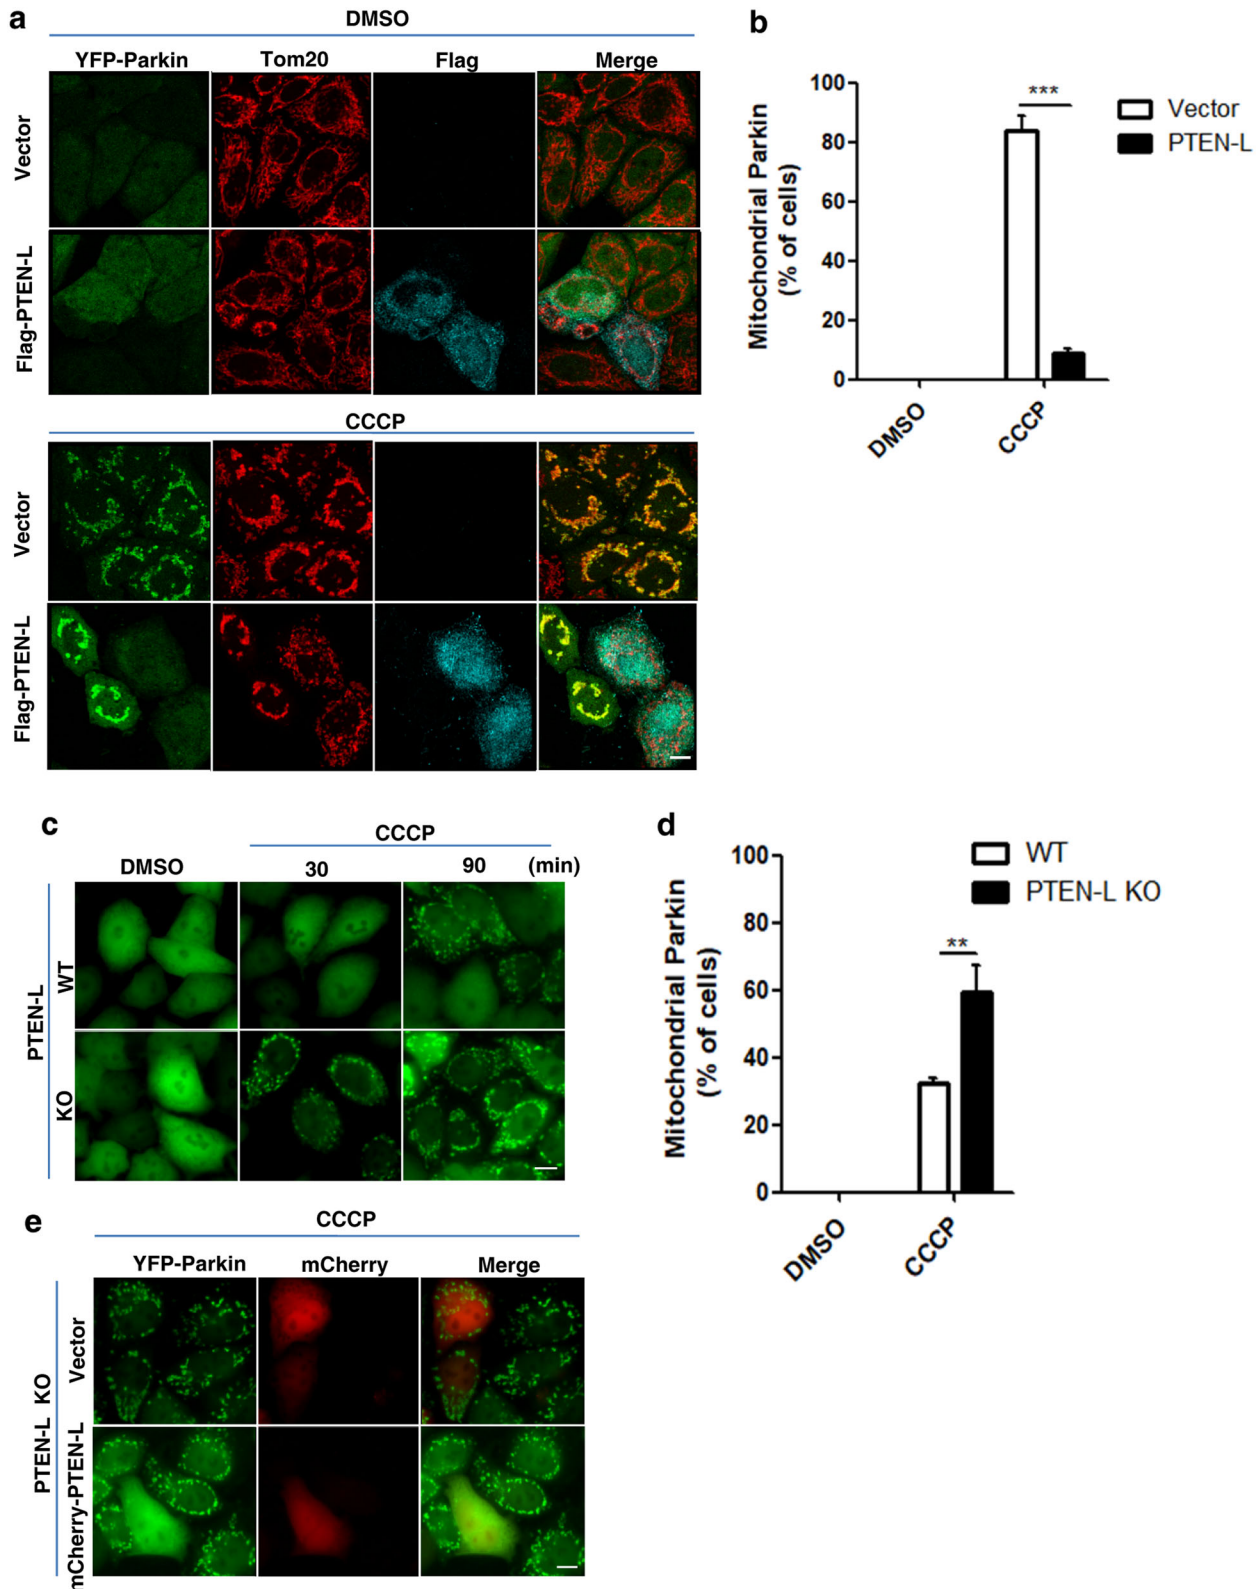 a
DMSO
YFP-Parkin Tom20 Flag Merge
Vector
Flag-PTEN-L
CCCP
Vector
Flag-PTEN-L
b
100
80
60
40
20
0
Mitochondrial Parkin
(% of cells)
***
Vector
PTEN-L
DMSO
CCCP
c
CCCP
DMSO 30 90 (min)
PTEN-L
WT
KO
d
100
80
60
40
20
0
Mitochondrial Parkin
(% of cells)
**
WT
PTEN-L KO
DMSO
CCCP
e
CCCP
YFP-Parkin mCherry Merge
PTEN-L KO
Vector
mCherry-PTEN-L